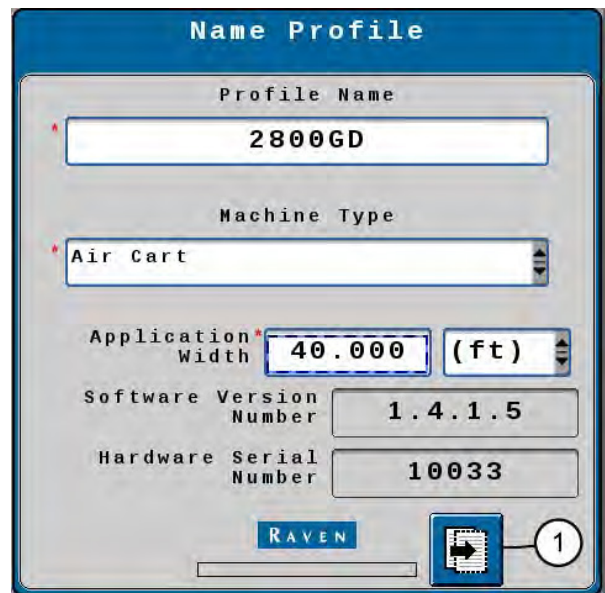 Name Profile
Profile Name
*
2800GD
Machine Type
*
Air Cart
Application*
Width
40.000
(ft)
Software Version
Number
1.4.1.5
Hardware Serial
Number
10033
RAVEN
1